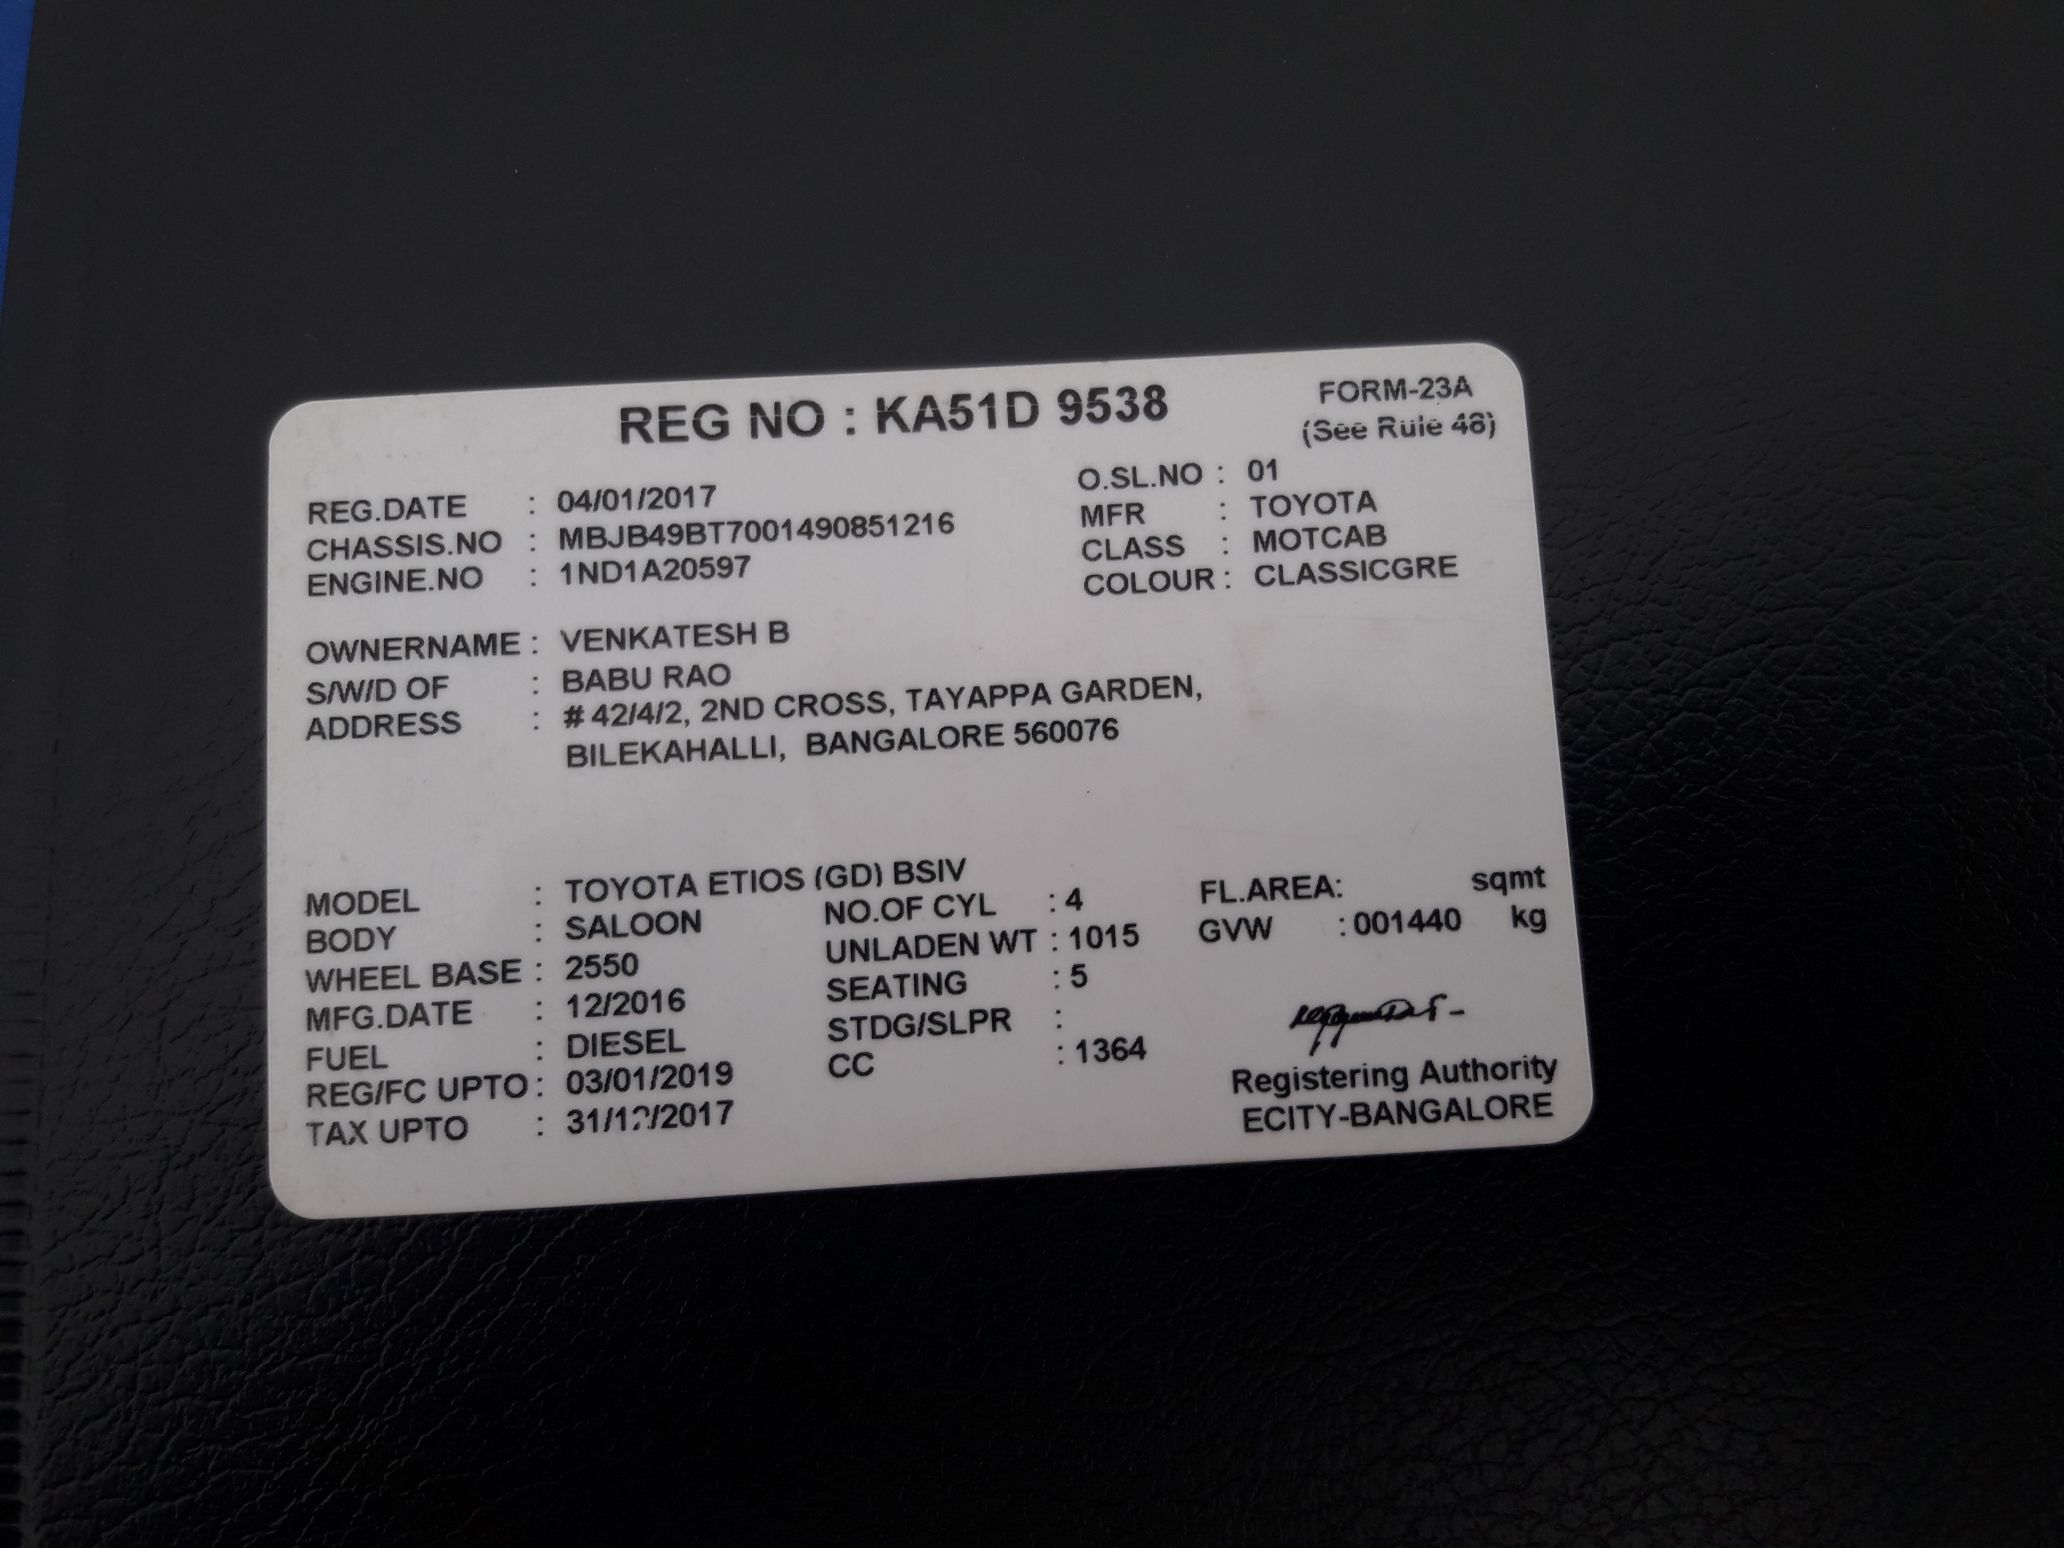 REG NO : KA51D 9538
FORM-23A
(See Rule 48)
REG.DATE : 04/01/2017
CHASSIS.NO : MBJB49BT7001490851216
ENGINE.NO : 1ND1A20597
O.SL.NO : 01
MFR : TOYOTA
CLASS : MOTCAB
COLOUR : CLASSICGRE
OWNERNAME : VENKATESH B
S/W/D OF : BABU RAO
ADDRESS : # 42/4/2, 2ND CROSS, TAYAPPA GARDEN,
BILEKAHALLI, BANGALORE 560076
MODEL : TOYOTA ETIOS (GD) BSIV
BODY : SALOON
WHEEL BASE : 2550
MFG.DATE : 12/2016
FUEL : DIESEL
REG/FC UPTO : 03/01/2019
TAX UPTO : 31/12/2017
NO.OF CYL : 4
UNLADEN WT : 1015
SEATING : 5
STDG/SLPR :
CC : 1364
FL.AREA: sqmt
GVW : 001440 kg
Registering Authority
ECITY-BANGALORE